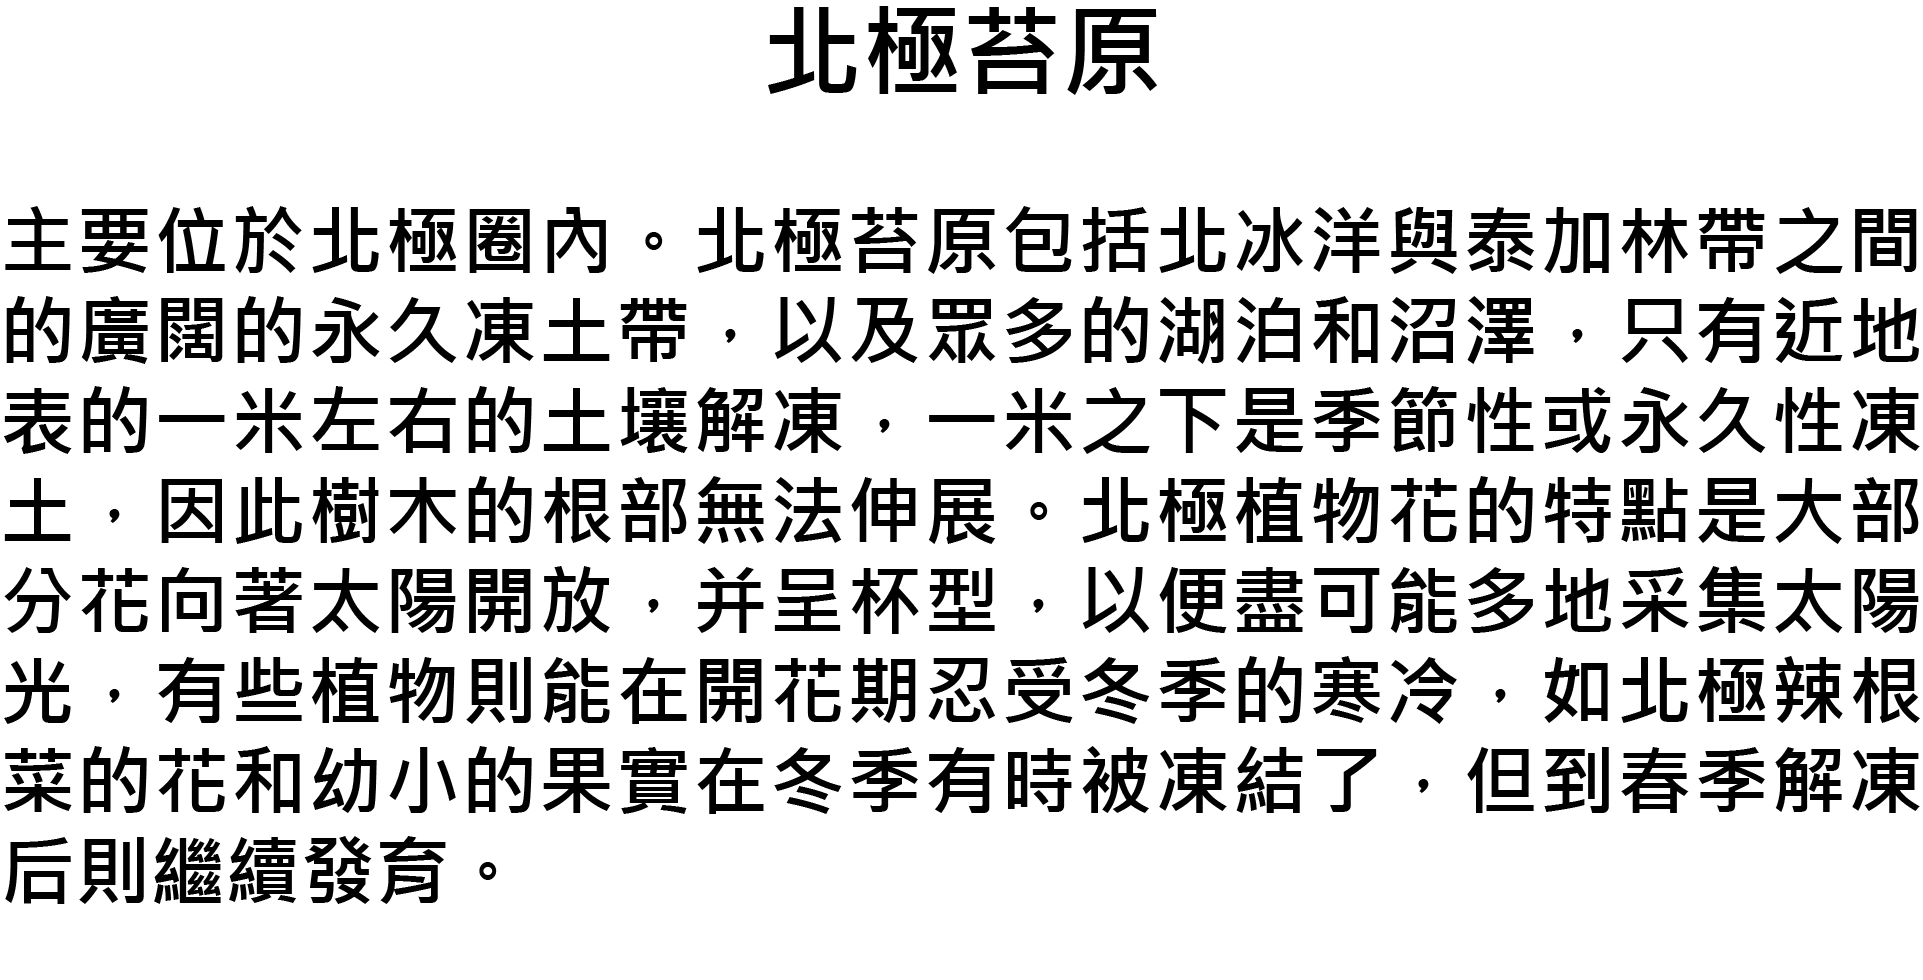 北極苔原
主要位於北極圈內。北極苔原包括北冰洋與泰加林帶之間
的廣闊的永久凍土帶，以及眾多的湖泊和沼澤，只有近地
表的一米左右的土壤解凍，一米之下是季節性或永久性凍
土，因此樹木的根部無法伸展。北極植物花的特點是大部
分花向著太陽開放，并呈杯型，以便盡可能多地采集太陽
光，有些植物則能在開花期忍受冬季的寒冷，如北極辣根
菜的花和幼小的果實在冬季有時被凍結了，但到春季解凍
后則繼續發育。